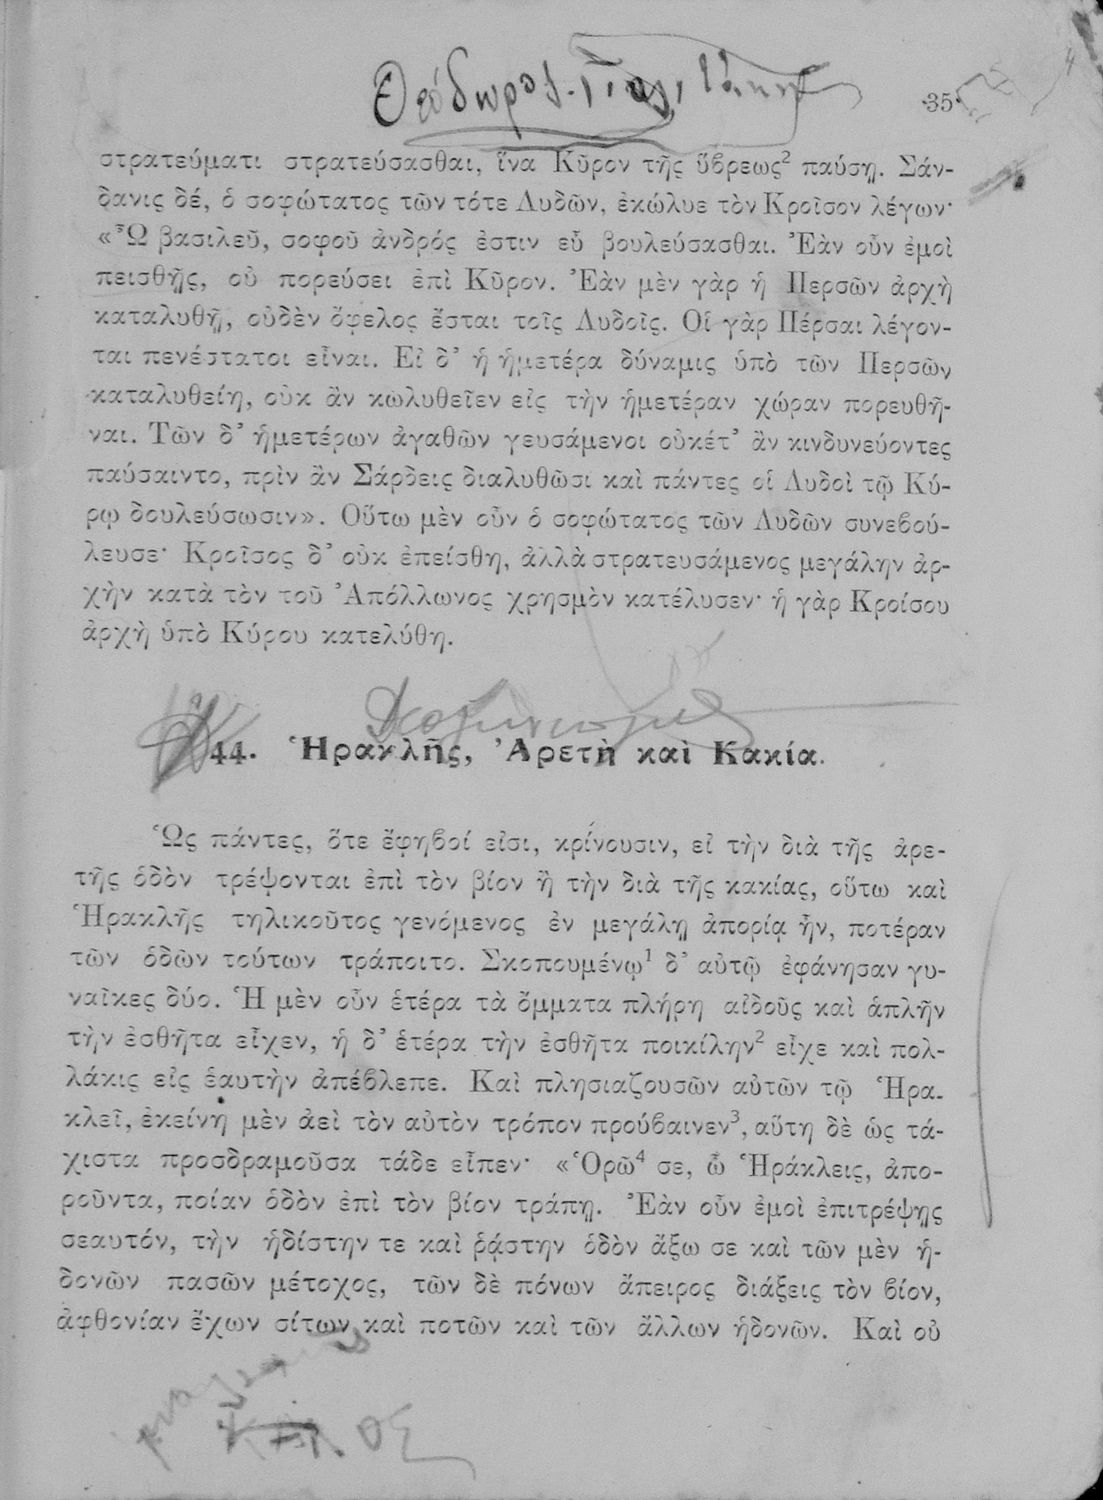 Θεόδωρος
·35·
στρατεύματι στρατεύσασθαι, ἵνα Κῦρον τῆς ὕβρεως² παύσῃ. Σάν-
δανις δέ, ὁ σοφώτατος τῶν τότε Λυδῶν, ἐκώλυε τὸν Κροῖσον λέγων·
«Ὦ βασιλεῦ, σοφοῦ ἀνδρός ἐστιν εὖ βουλεύσασθαι. Ἐὰν οὖν ἐμοὶ
πεισθῇς, οὐ πορεύσει ἐπὶ Κῦρον. Ἐὰν μὲν γὰρ ἡ Περσῶν ἀρχὴ
καταλυθῇ, οὐδὲν ὄφελος ἔσται τοῖς Λυδοῖς. Οἱ γὰρ Πέρσαι λέγον-
ται πενέστατοι εἶναι. Εἰ δ’ ἡ ἡμετέρα δύναμις ὑπὸ τῶν Περσῶν
καταλυθείη, οὐκ ἂν κωλυθεῖεν εἰς τὴν ἡμετέραν χώραν πορευθῆ-
ναι. Τῶν δ’ ἡμετέρων ἀγαθῶν γευσάμενοι οὐκέτ’ ἂν κινδυνεύοντες
παύσαιντο, πρὶν ἂν Σάρδεις διαλυθῶσι καὶ πάντες οἱ Λυδοὶ τῷ Κύ-
ρῳ δουλεύσωσιν». Οὕτω μὲν οὖν ὁ σοφώτατος τῶν Λυδῶν συνεβού-
λευσε· Κροῖσος δ’ οὐκ ἐπείσθη, ἀλλὰ στρατευσάμενος μεγάλην ἀρ-
χὴν κατὰ τὸν τοῦ Ἀπόλλωνος χρησμὸν κατέλυσεν· ἡ γὰρ Κροίσου
ἀρχὴ ὑπὸ Κύρου κατελύθη.
44. Ἡρακλῆς, Ἀρετὴ καὶ Κακία.
Ὡς πάντες, ὅτε ἔφηβοί εἰσι, κρίνουσιν, εἰ τὴν διὰ τῆς ἀρε-
τῆς ὁδὸν τρέψονται ἐπὶ τὸν βίον ἢ τὴν διὰ τῆς κακίας, οὕτω καὶ
Ἡρακλῆς τηλικοῦτος γενόμενος ἐν μεγάλῃ ἀπορίᾳ ἦν, ποτέραν
τῶν ὁδῶν τούτων τράποιτο. Σκοπουμένῳ¹ δ’ αὐτῷ ἐφάνησαν γυ-
ναῖκες δύο. Ἡ μὲν οὖν ἑτέρα τὰ ὄμματα πλήρη αἰδοῦς καὶ ἁπλῆν
τὴν ἐσθῆτα εἶχεν, ἡ δ’ ἑτέρα τὴν ἐσθῆτα ποικίλην² εἶχε καὶ πολ-
λάκις εἰς ἑαυτὴν ἀπέβλεπε. Καὶ πλησιαζουσῶν αὐτῶν τῷ Ἡρα-
κλεῖ, ἐκείνη μὲν ἀεὶ τὸν αὐτὸν τρόπον προύβαινεν³, αὕτη δὲ ὡς τά-
χιστα προσδραμοῦσα τάδε εἶπεν· «Ὁρῶ⁴ σε, ὦ Ἡράκλεις, ἀπο-
ροῦντα, ποίαν ὁδὸν ἐπὶ τὸν βίον τράπῃ. Ἐὰν οὖν ἐμοὶ ἐπιτρέψῃς
σεαυτόν, τὴν ἡδίστην τε καὶ ῥᾴστην ὁδὸν ἄξω σε καὶ τῶν μὲν ἡ-
δονῶν πασῶν μέτοχος, τῶν δὲ πόνων ἄπειρος διάξεις τὸν βίον,
ἀφθονίαν ἔχων σίτων καὶ ποτῶν καὶ τῶν ἄλλων ἡδονῶν. Καὶ οὐ